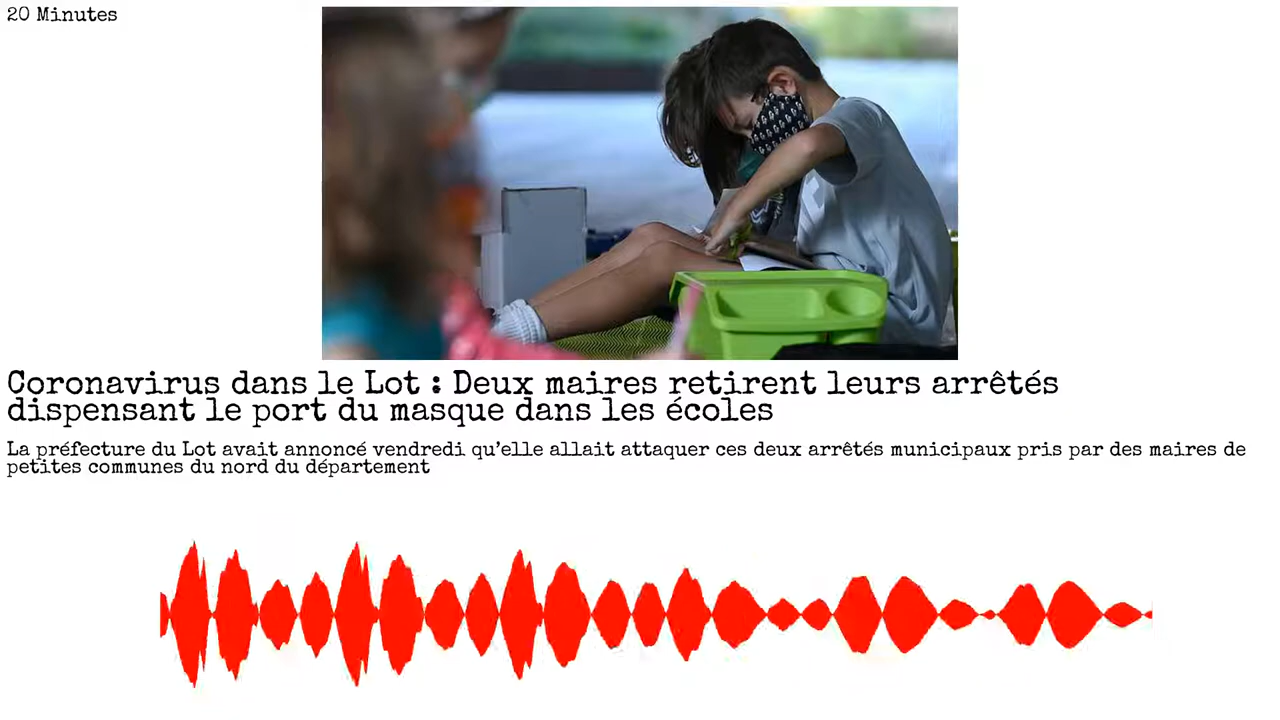 20 Minutes
Coronavirus dans le Lot : Deux maires retirent leurs arrêtés
dispensant le port du masque dans les écoles
La préfecture du Lot avait annoncé vendredi qu’elle allait attaquer ces deux arrêtés municipaux pris par des maires de
petites communes du nord du département